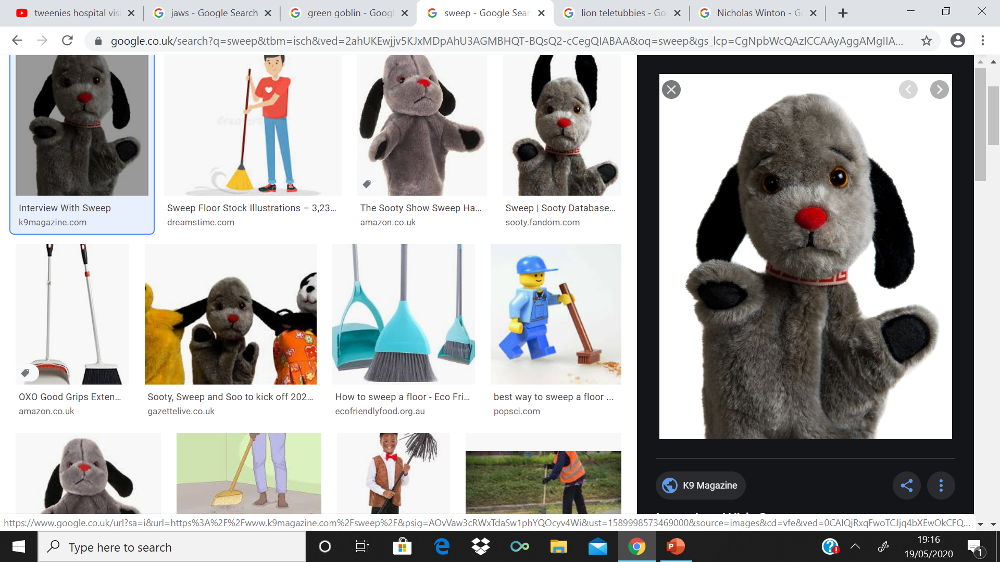 tweenies hospital visi
jaws - Google Search
green goblin - Googl
sweep - Google Sear
lion teletubbies - Go
Nicholas Winton - G
google.co.uk/search?q=sweep&tbm=isch&ved=2ahUKEwjjv5KJxMDpAhU3AGMBHQT-BQsQ2-cCegQIABAA&oq=sweep&gs_lcp=CgNpbWcQAzICCAAyAggAMgIIA...
Interview With Sweep
k9magazine.com
Sweep Floor Stock Illustrations – 3,23...
dreamstime.com
The Sooty Show Sweep Ha...
amazon.co.uk
Sweep | Sooty Database...
sooty.fandom.com
OXO Good Grips Exten...
amazon.co.uk
Sooty, Sweep and Soo to kick off 202...
gazettelive.co.uk
How to sweep a floor - Eco Fri...
ecofriendlyfood.org.au
best way to sweep a floor ...
popsci.com
K9 Magazine
https://www.google.co.uk/url?sa=i&url=https%3A%2F%2Fwww.k9magazine.com%2Fsweep%2F&psig=AOvVaw3cRWxTdaSw1phYQOcyv4Wi&ust=1589998573469000&source=images&cd=vfe&ved=0CAIQjRxqFwoTCJjq4bXEwOkCFQ...
Type here to search
P
19:16
19/05/2020
1